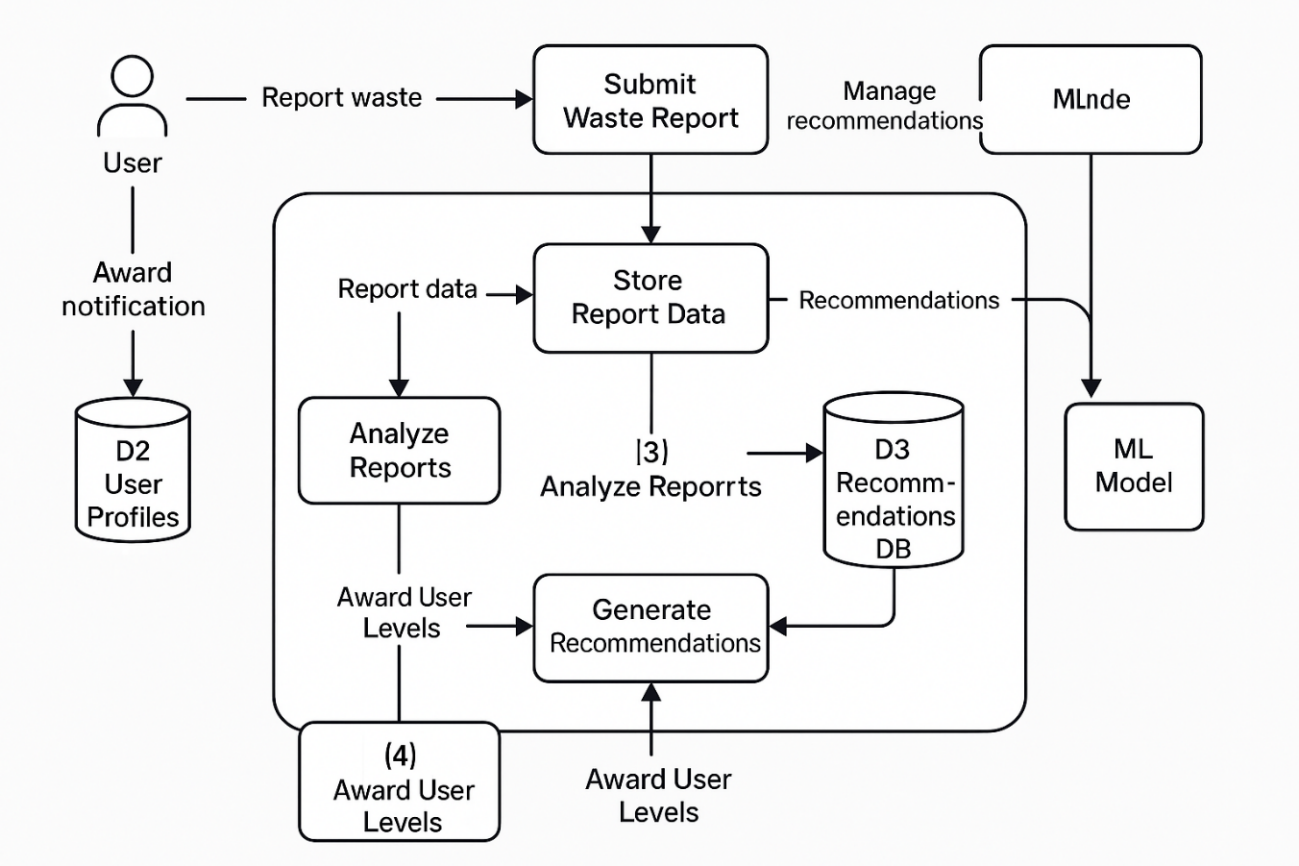 Report waste
Submit
Waste Report
Manage
recommendations
MLnde
User
Award
notification
Report data
Store
Report Data
Recommendations
D2
User
Profiles
Analyze
Reports
|3)
Analyze Reporrts
D3
Recomm-
endations
DB
ML
Model
Award User
Levels
Generate
Recommendations
(4)
Award User
Levels
Award User
Levels